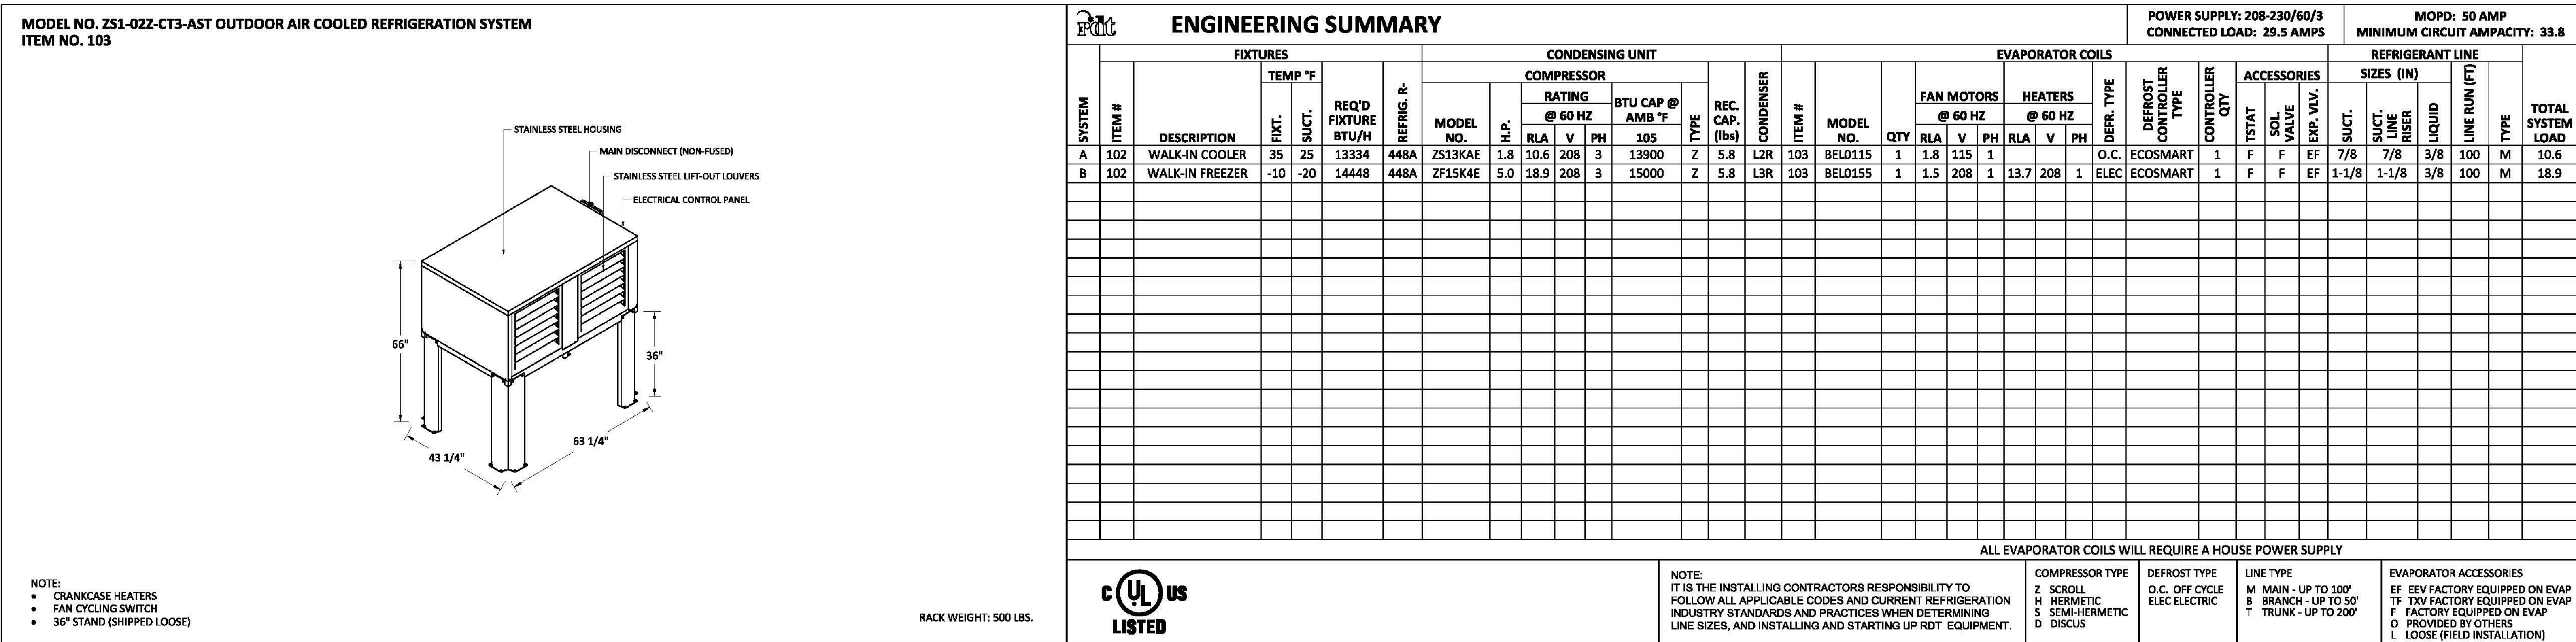 MODEL NO. ZS1-02Z-CT3-AST OUTDOOR AIR COOLED REFRIGERATION SYSTEM
ITEM NO. 103
STAINLESS STEEL HOUSING
MAIN DISCONNECT (NON-FUSED)
STAINLESS STEEL LIFT-OUT LOUVERS
ELECTRICAL CONTROL PANEL
66"
36"
63 1/4"
43 1/4"
NOTE:
• CRANKCASE HEATERS
• FAN CYCLING SWITCH
• 36" STAND (SHIPPED LOOSE)
RACK WEIGHT: 500 LBS.
rdt
ENGINEERING SUMMARY
POWER SUPPLY: 208-230/60/3
CONNECTED LOAD: 29.5 AMPS
MOPD: 50 AMP
MINIMUM CIRCUIT AMPACITY: 33.8
FIXTURES CONDENSING UNIT EVAPORATOR COILS REFRIGERANT LINE
SYSTEM
ITEM #
DESCRIPTION
TEMP °F
FIXT.
SUCT.
REQ'D
FIXTURE
BTU/H
REFRIG. R-
COMPRESSOR
MODEL
NO.
H.P.
RATING
@ 60 HZ
RLA V PH
BTU CAP @
AMB °F
105
TYPE
REC.
CAP.
(lbs)
CONDENSER
ITEM #
MODEL
NO.
QTY
FAN MOTORS
@ 60 HZ
RLA V PH
HEATERS
@ 60 HZ
RLA V PH
DEFR. TYPE
DEFROST
CONTROLLER
TYPE
CONTROLLER
QTY
ACCESSORIES
TSTAT
SOL.
VALVE
EXP. VLV.
SIZES (IN)
SUCT.
SUCT.
LINE
RISER
LIQUID
LINE RUN (FT)
TYPE
TOTAL
SYSTEM
LOAD
A 102 WALK-IN COOLER 35 25 13334 448A ZS13KAE 1.8 10.6 208 3 13900 Z 5.8 L2R 103 BEL0115 1 1.8 115 1 O.C. ECOSMART 1 F F EF 7/8 7/8 3/8 100 M 10.6
B 102 WALK-IN FREEZER -10 -20 14448 448A ZF15K4E 5.0 18.9 208 3 15000 Z 5.8 L3R 103 BEL0155 1 1.5 208 1 13.7 208 1 ELEC ECOSMART 1 F F EF 1-1/8 1-1/8 3/8 100 M 18.9
ALL EVAPORATOR COILS WILL REQUIRE A HOUSE POWER SUPPLY
C UL US
LISTED
NOTE:
IT IS THE INSTALLING CONTRACTORS RESPONSIBILITY TO
FOLLOW ALL APPLICABLE CODES AND CURRENT REFRIGERATION
INDUSTRY STANDARDS AND PRACTICES WHEN DETERMINING
LINE SIZES, AND INSTALLING AND STARTING UP RDT EQUIPMENT.
COMPRESSOR TYPE
Z SCROLL
H HERMETIC
S SEMI-HERMETIC
D DISCUS
DEFROST TYPE
O.C. OFF CYCLE
ELEC ELECTRIC
LINE TYPE
M MAIN - UP TO 100'
B BRANCH - UP TO 50'
T TRUNK - UP TO 200'
EVAPORATOR ACCESSORIES
EF EEV FACTORY EQUIPPED ON EVAP
TF TXV FACTORY EQUIPPED ON EVAP
F FACTORY EQUIPPED ON EVAP
O PROVIDED BY OTHERS
L LOOSE (FIELD INSTALLATION)